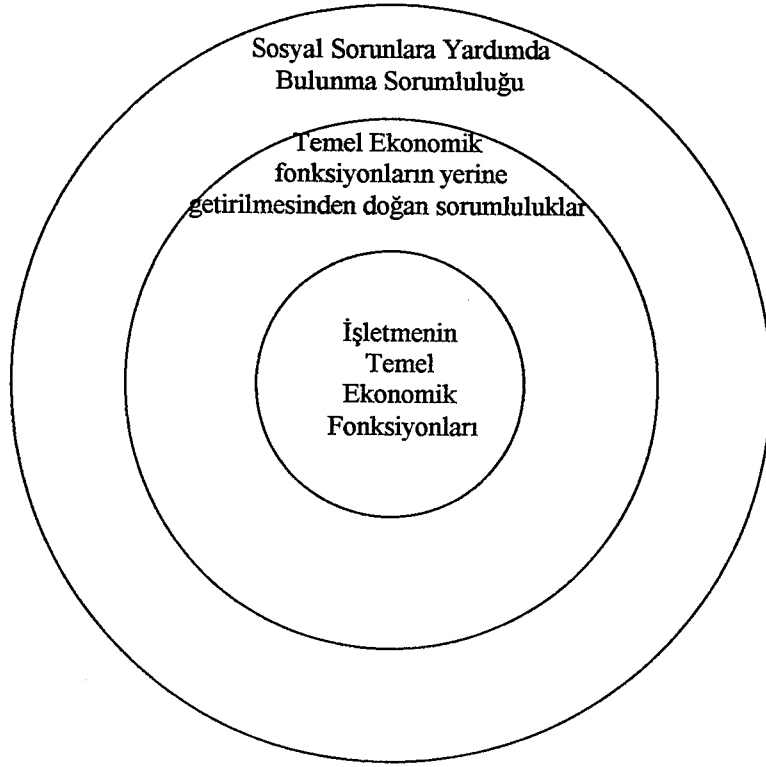 Sosyal Sorunlara Yardımda
Bulunma Sorumluluğu
Temel Ekonomik
fonksiyonların yerine
getirilmesinden doğan sorumluluklar
İşletmenin
Temel
Ekonomik
Fonksiyonları